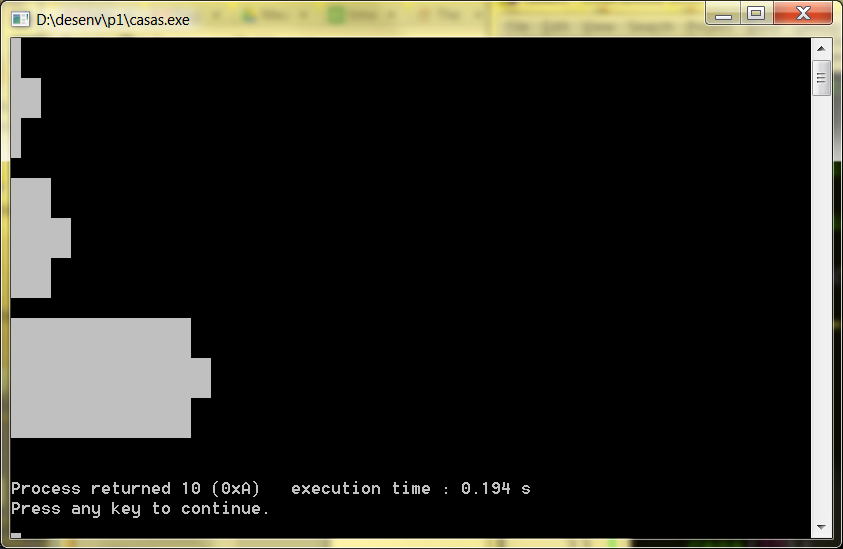 D:\desenv\p1\casas.exe
Process returned 10 (0xA)   execution time : 0.194 s
Press any key to continue.